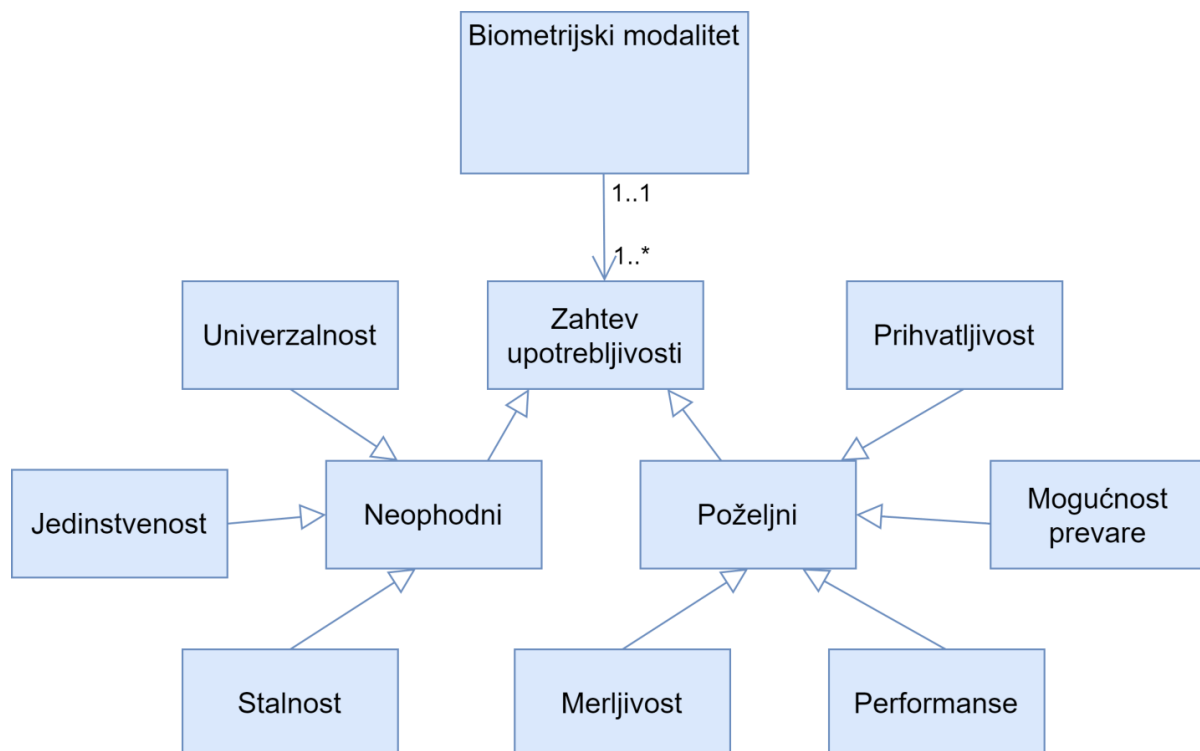 Biometrijski modalitet
1..1
1..*
Univerzalnost
Zahtev
upotrebljivosti
Prihvatljivost
Jedinstvenost
Neophodni
Poželjni
Mogućnost
prevare
Stalnost
Merljivost
Performanse